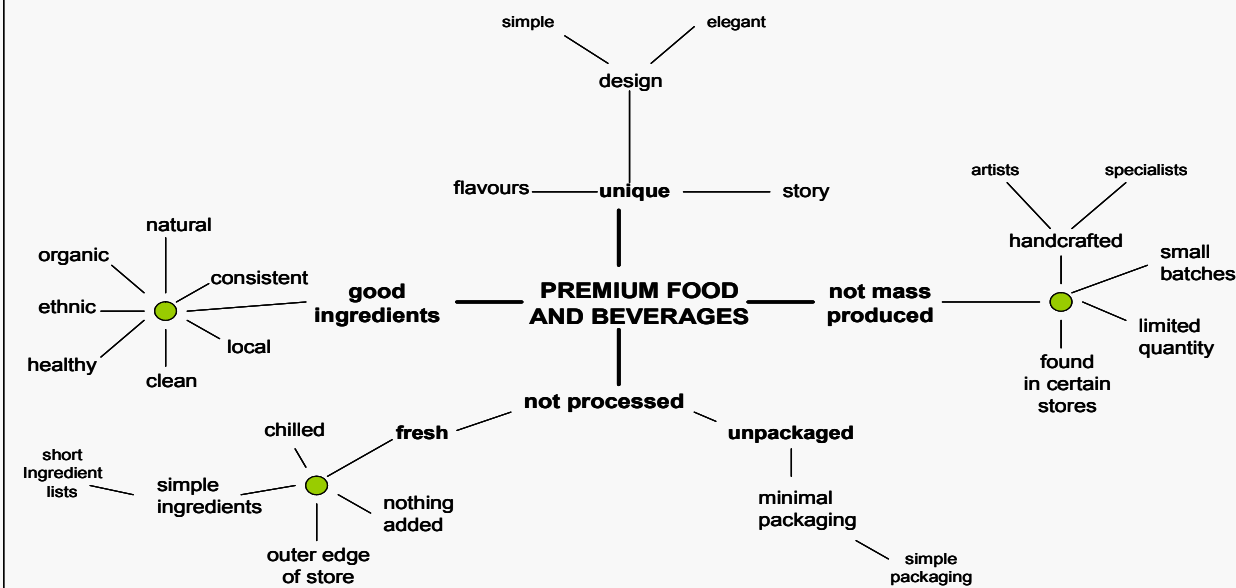 simple
elegant
design
flavours
unique
story
artists
specialists
handcrafted
small
batches
limited
quantity
found
in certain
stores
natural
organic
consistent
ethnic
local
healthy
clean
good
ingredients
PREMIUM FOOD
AND BEVERAGES
not mass
produced
not processed
chilled
fresh
short
Ingredient
lists
simple
ingredients
nothing
added
outer edge
of store
unpackaged
minimal
packaging
simple
packaging